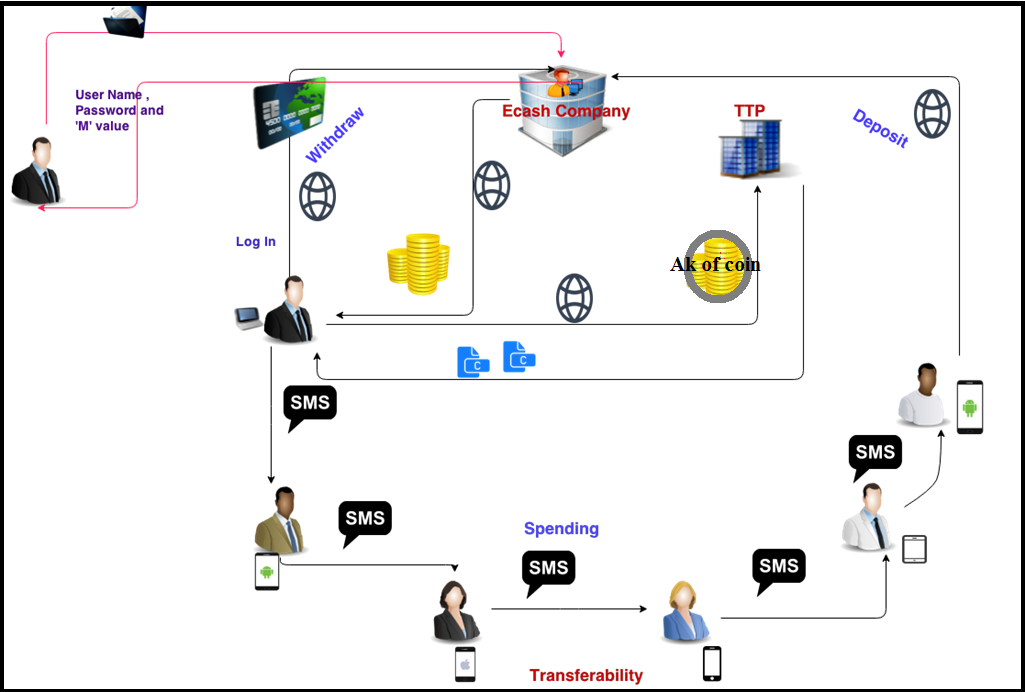 User Name ,
Password and
'M' value
Ecash Company
TTP
Withdraw
Deposit
Log In
Ak of coin
C
C
SMS
SMS
SMS
Spending
SMS
SMS
Transferability